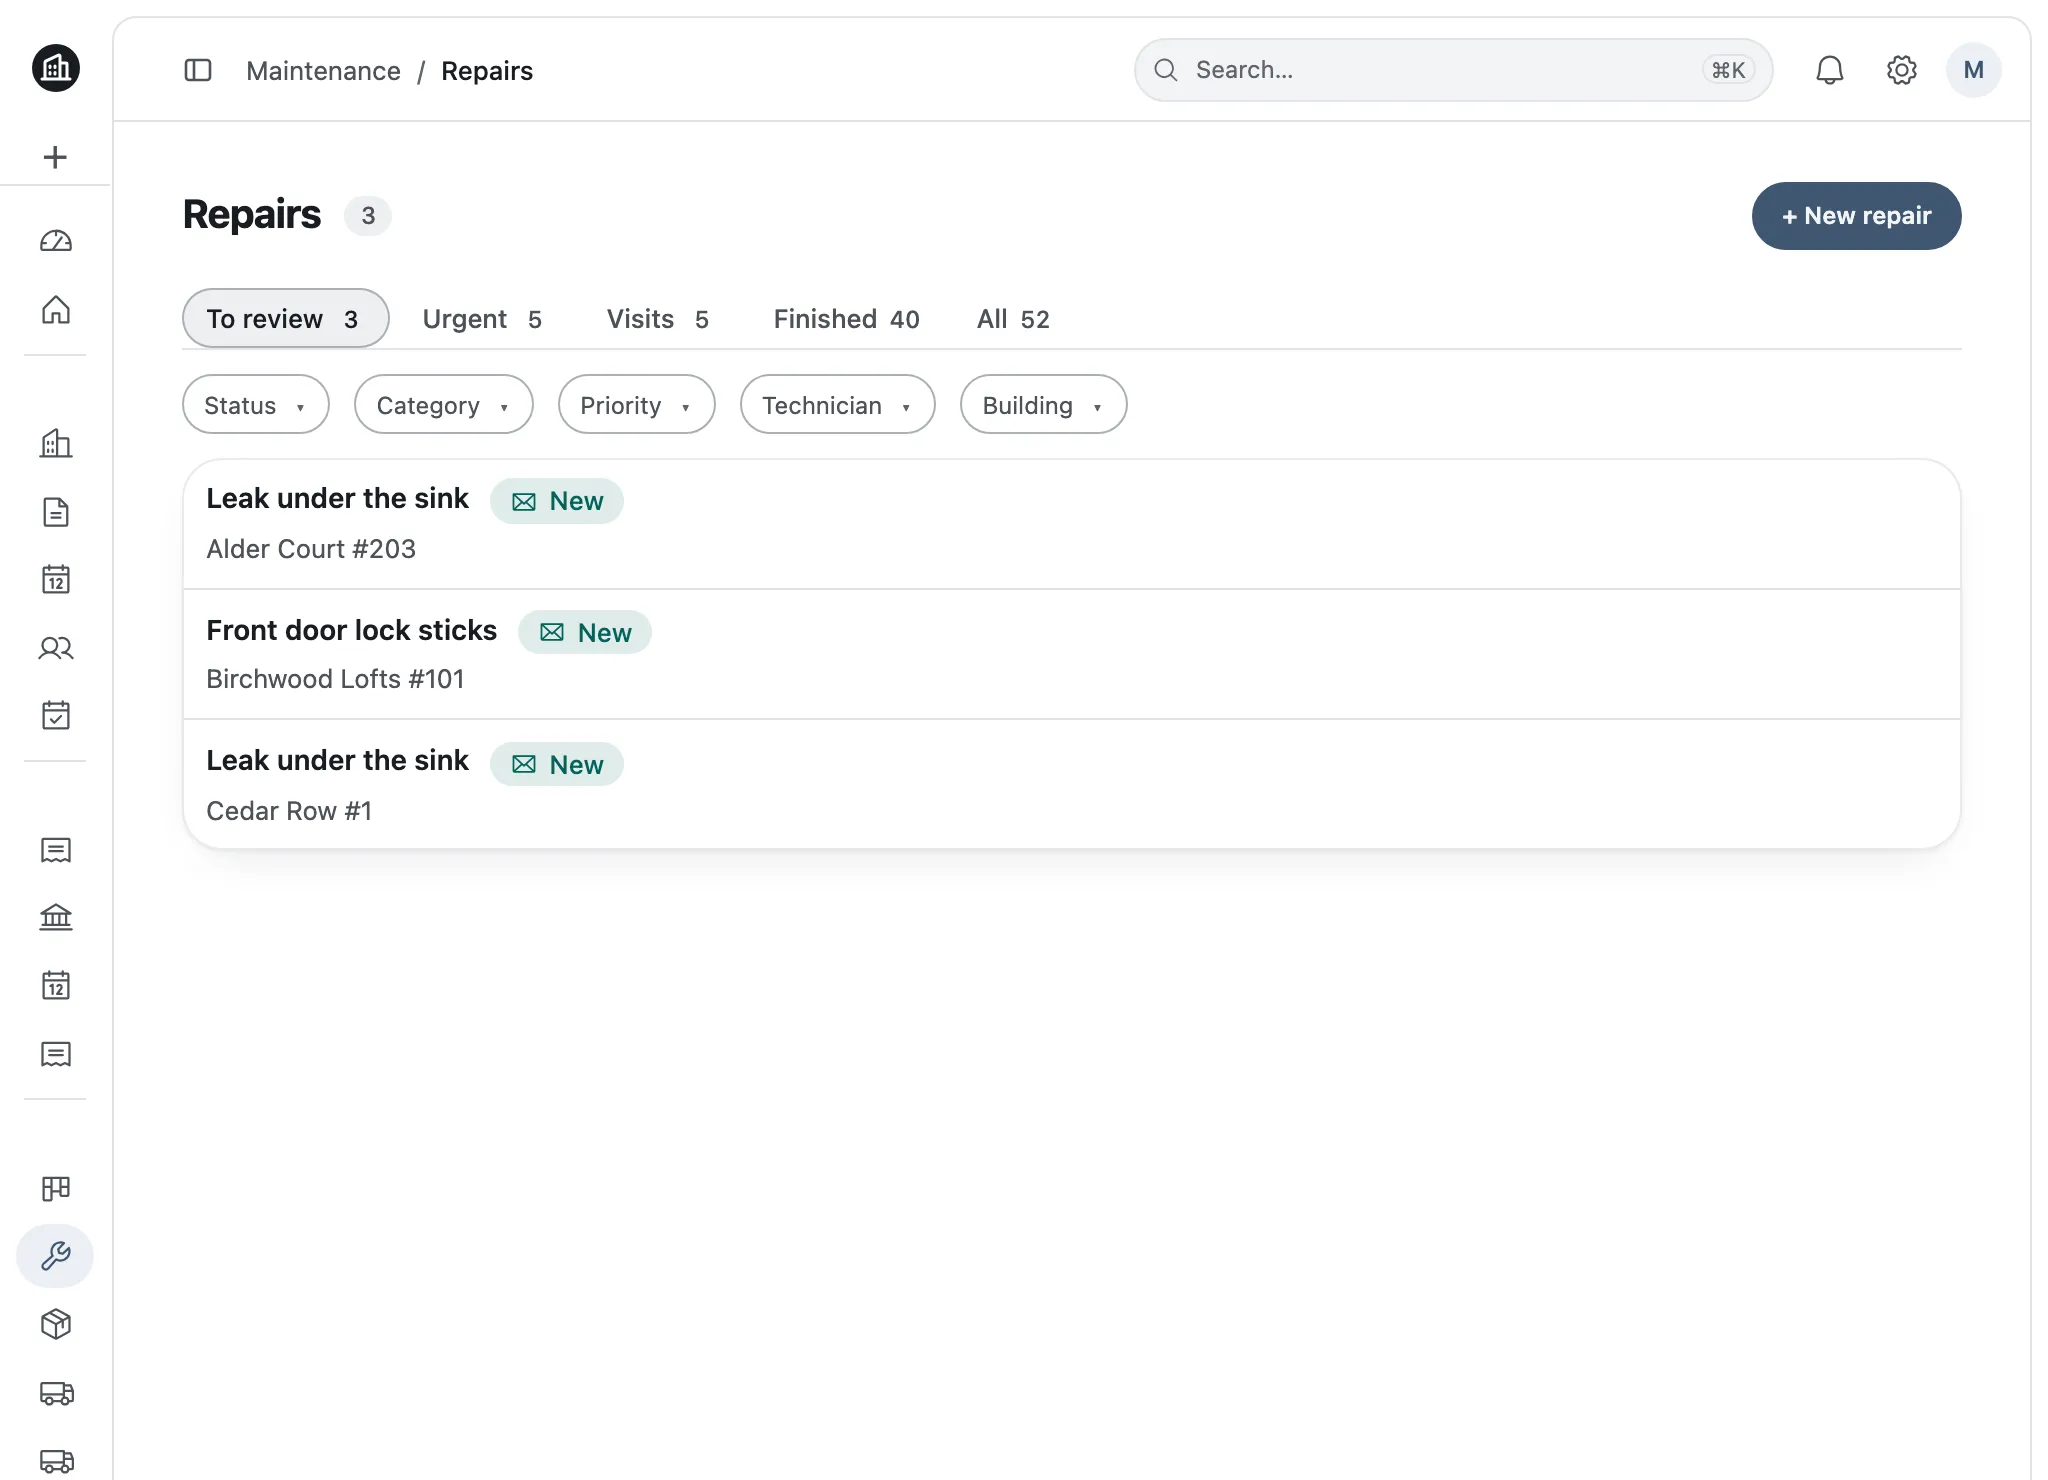 Maintenance / Repairs
Search... ⌘K
M
Repairs 3
+ New repair
To review 3 Urgent 5 Visits 5 Finished 40 All 52
Status ▾ Category ▾ Priority ▾ Technician ▾ Building ▾
Leak under the sink New
Alder Court #203
12
Front door lock sticks New
Birchwood Lofts #101
Leak under the sink New
Cedar Row #1
12